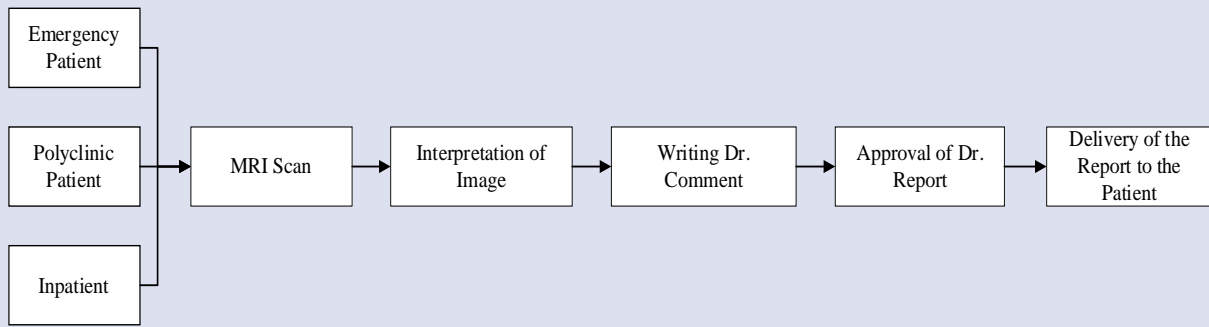 Emergency
Patient
Polyclinic
Patient
Inpatient
MRI Scan
Interpretation of
Image
Writing Dr.
Comment
Approval of Dr.
Report
Delivery of the
Report to the
Patient